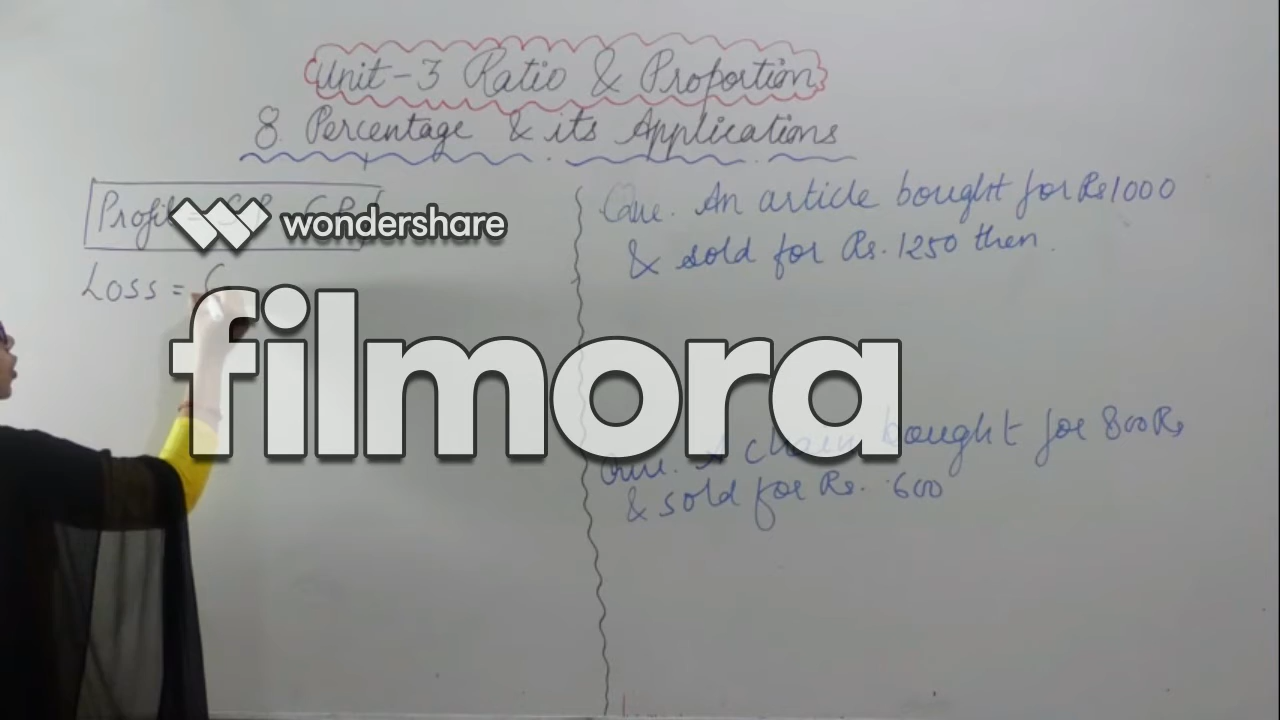 Unit-3 Ratio & Proportion
8. Percentage & its Applications
Profit = S.P - C.P
wondershare
Loss = C
filmora
Que. An article bought for Rs 1000
& sold for Rs. 1250 then.
Que. A chair bought for 800 Rs
& sold for Rs. 600